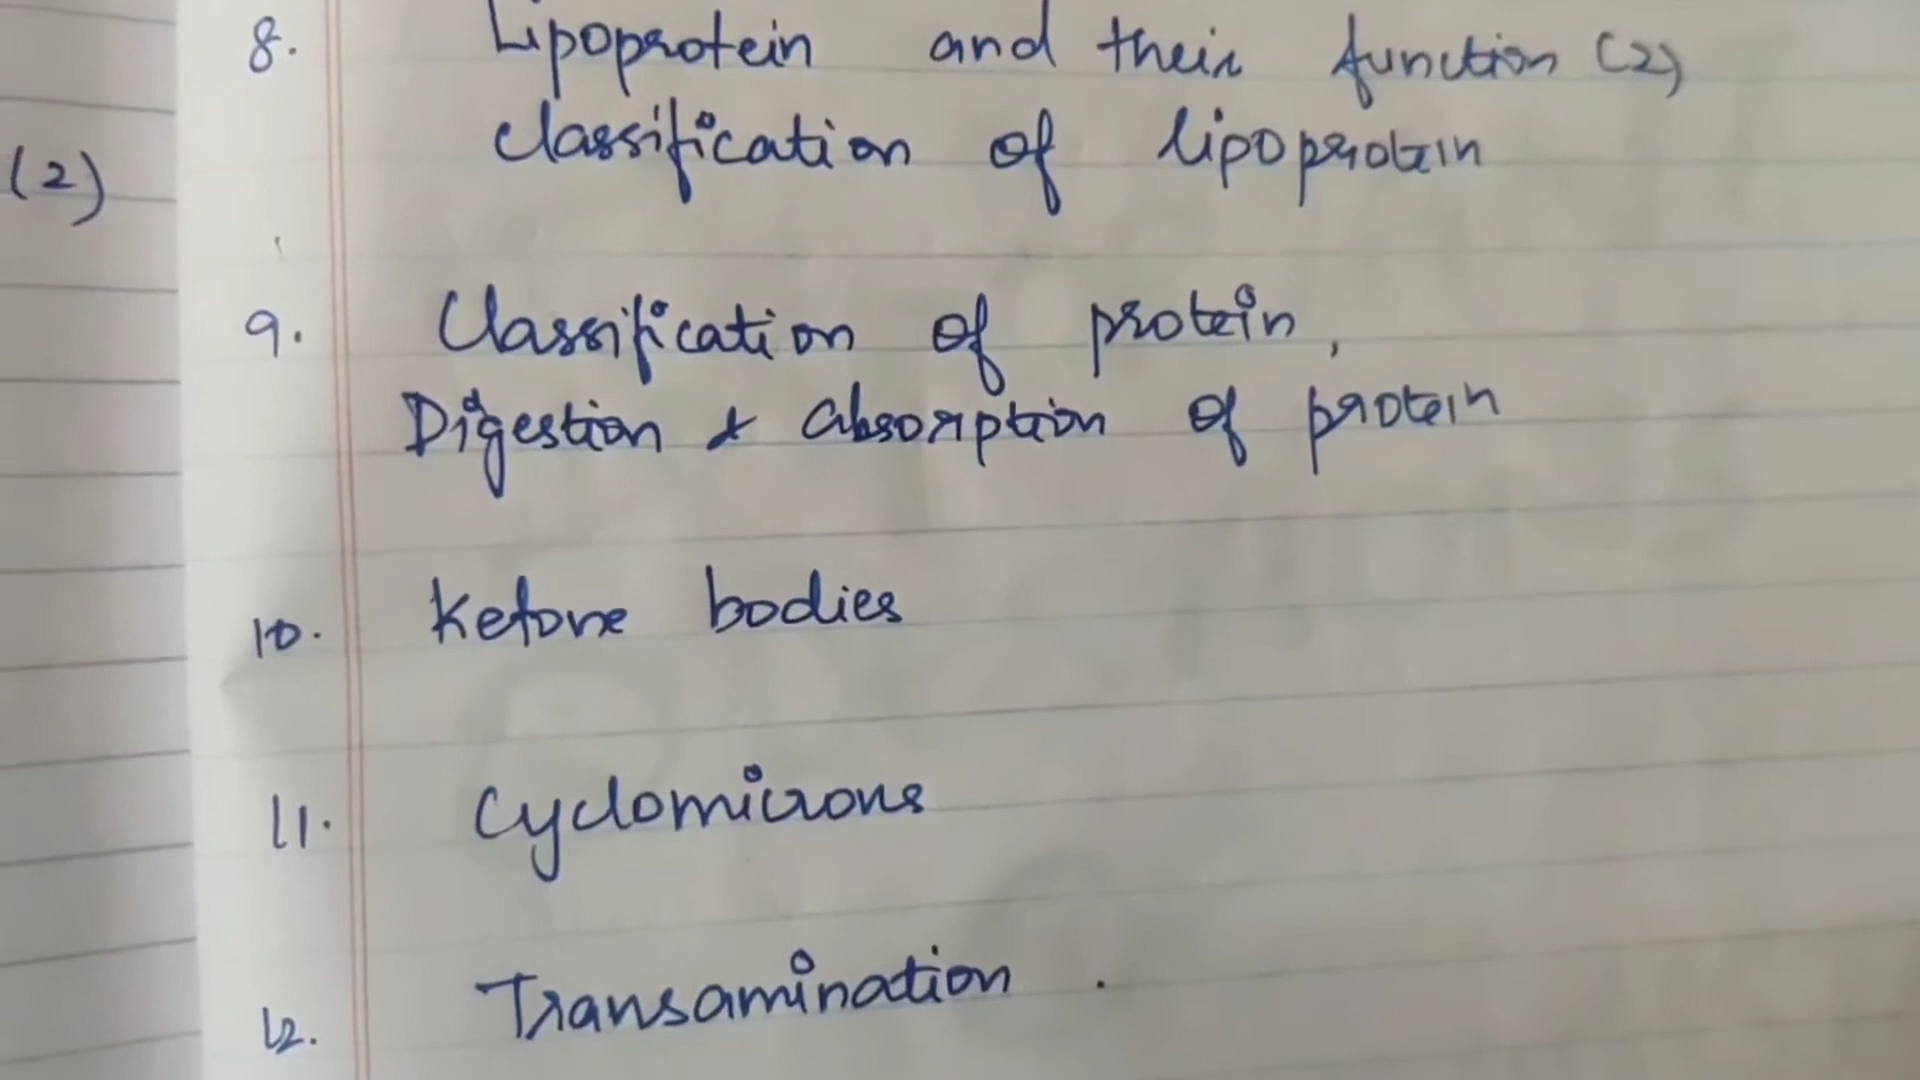 8. Lipoprotein and their function (2)
classification of lipoprotein
(2)
9. Classification of protein,
Digestion & absorption of protein
10. Ketone bodies
11. Cyclomicrons
12. Transamination.